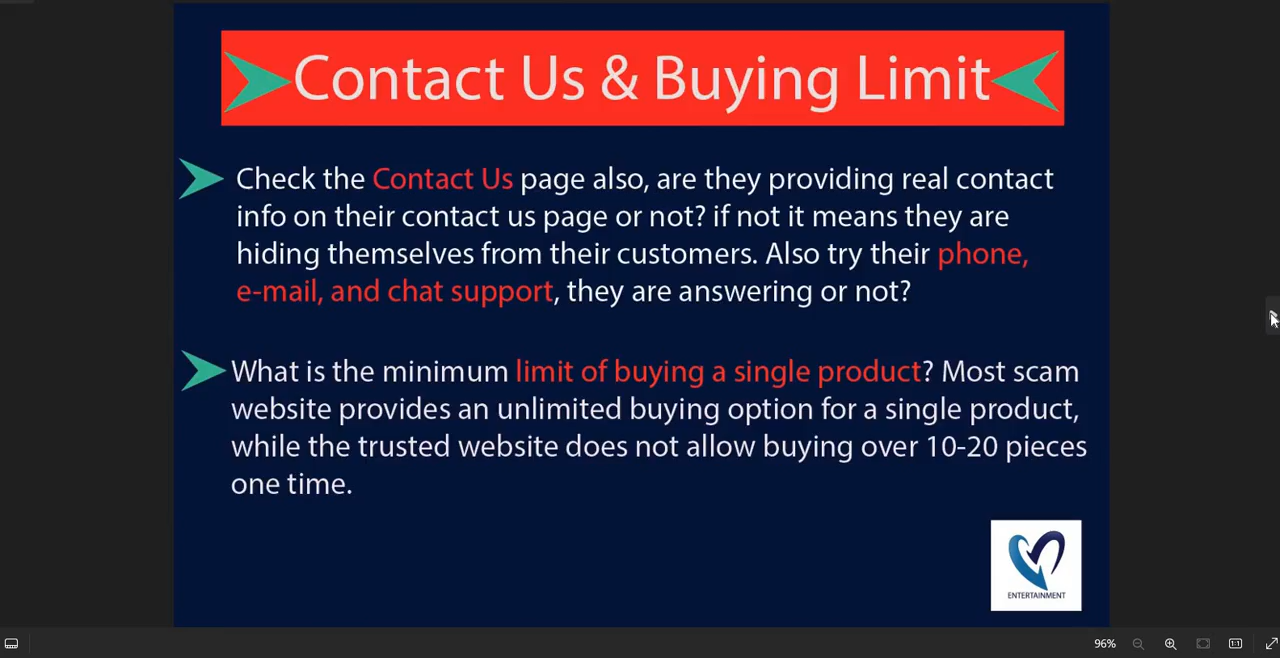 Contact Us & Buying Limit
Check the Contact Us page also, are they providing real contact
info on their contact us page or not? if not it means they are
hiding themselves from their customers. Also try their phone,
e-mail, and chat support, they are answering or not?
What is the minimum limit of buying a single product? Most scam
website provides an unlimited buying option for a single product,
while the trusted website does not allow buying over 10-20 pieces
one time.
ENTERTAINMENT
96%
1:1